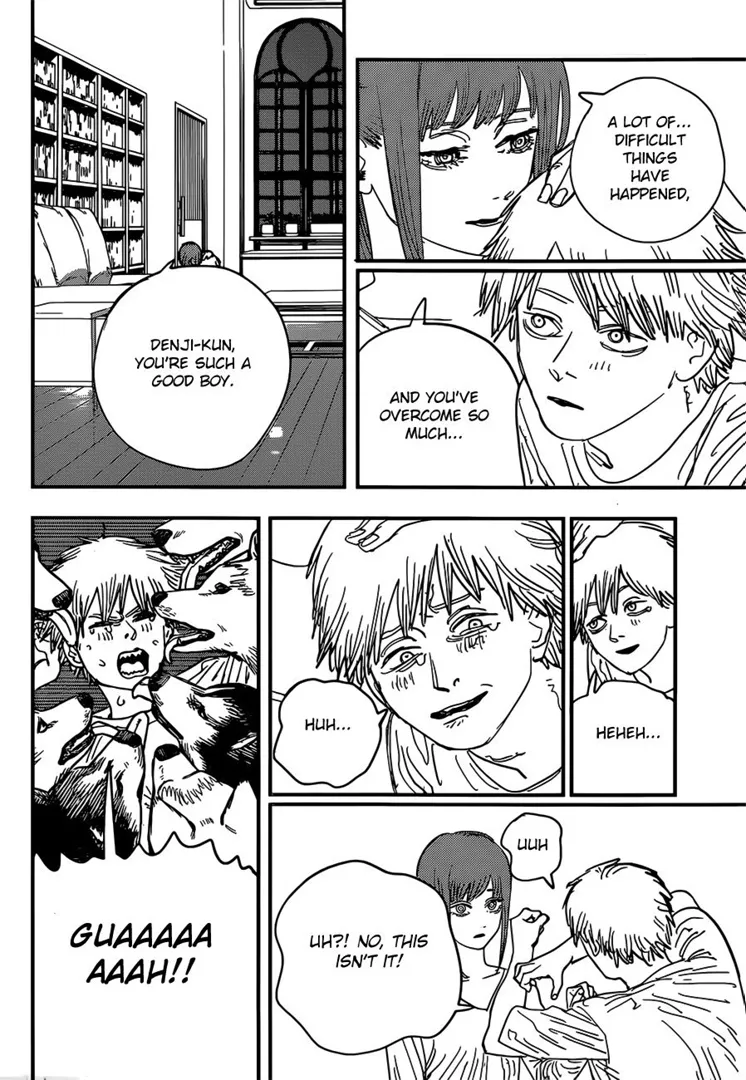 A LOT OF...
DIFFICULT
THINGS
HAVE
HAPPENED,
AND YOU'VE
OVERCOME SO
MUCH...
DENJI-KUN,
YOU'RE SUCH A
GOOD BOY.
HEHEH...
HUH...
UUH
UH?! NO, THIS
ISN'T IT!
GUAAAAA
AAAH!!